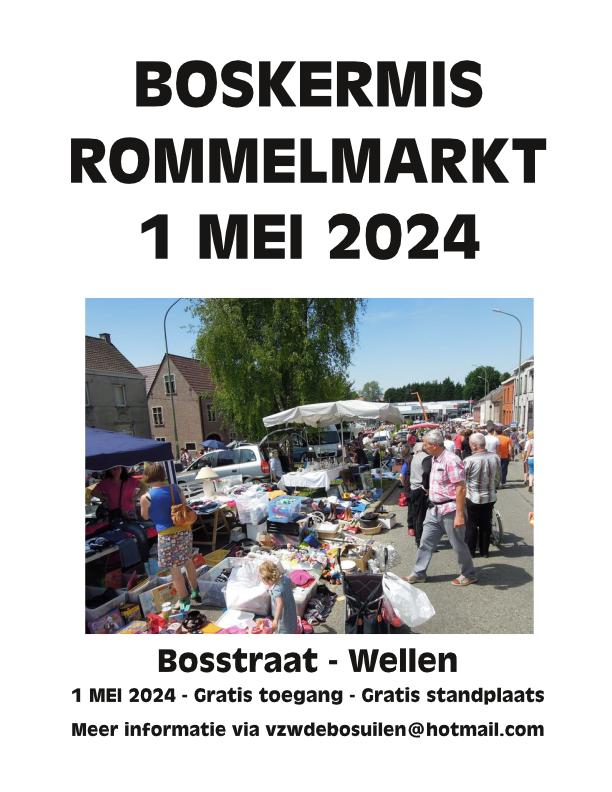 BOSKERMIS
ROMMELMARKT
1 MEI 2024
Bosstraat - Wellen
1 MEI 2024 - Gratis toegang - Gratis standplaats
Meer informatie via vzwdebosuilen@hotmail.com